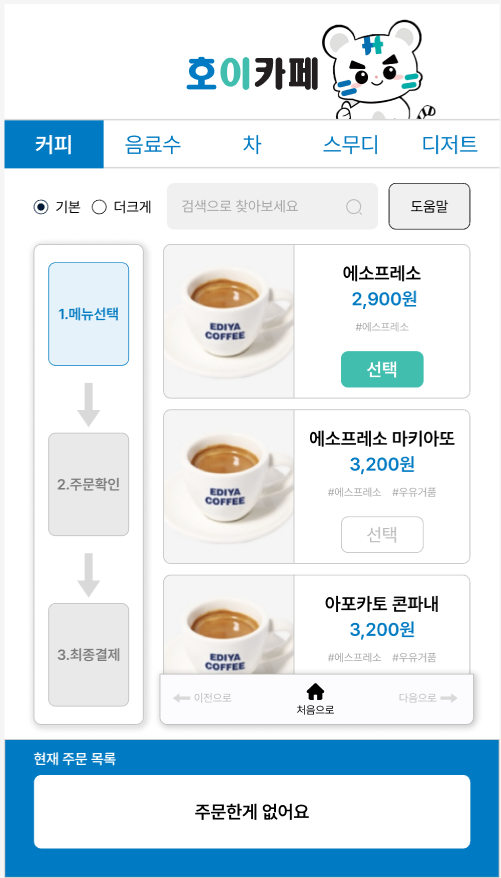 호이카페
커피 음료수 차 스무디 디저트
기본 더크게 검색으로 찾아보세요 도움말
1.메뉴선택
2.주문확인
3.최종결제
에소프레소
2,900원
#에스프레소
선택
EDIYA
COFFEE
에소프레소 마키아또
3,200원
#에스프레소 #우유거품
선택
EDIYA
COFFEE
아포카토 콘파내
3,200원
#에스프레소 #우유거품
EDIYA
COFFEE
이전으로 처음으로 다음으로
현재 주문 목록
주문한게 없어요